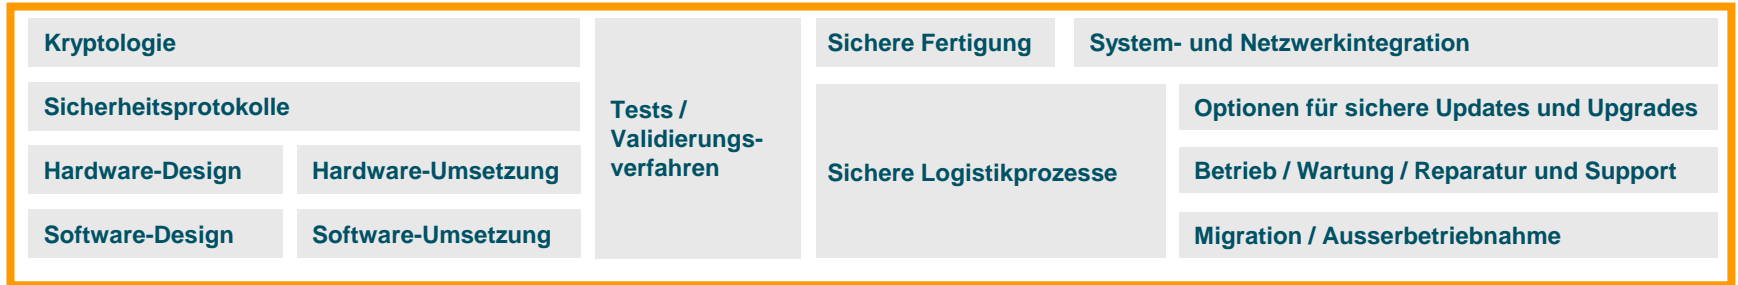 Kryptologie
Sicherheitsprotokolle
Hardware-Design
Hardware-Umsetzung
Software-Design
Software-Umsetzung
Tests /
Validierungs-
verfahren
Sichere Fertigung
System- und Netzwerkintegration
Sichere Logistikprozesse
Optionen für sichere Updates und Upgrades
Betrieb / Wartung / Reparatur und Support
Migration / Ausserbetriebnahme